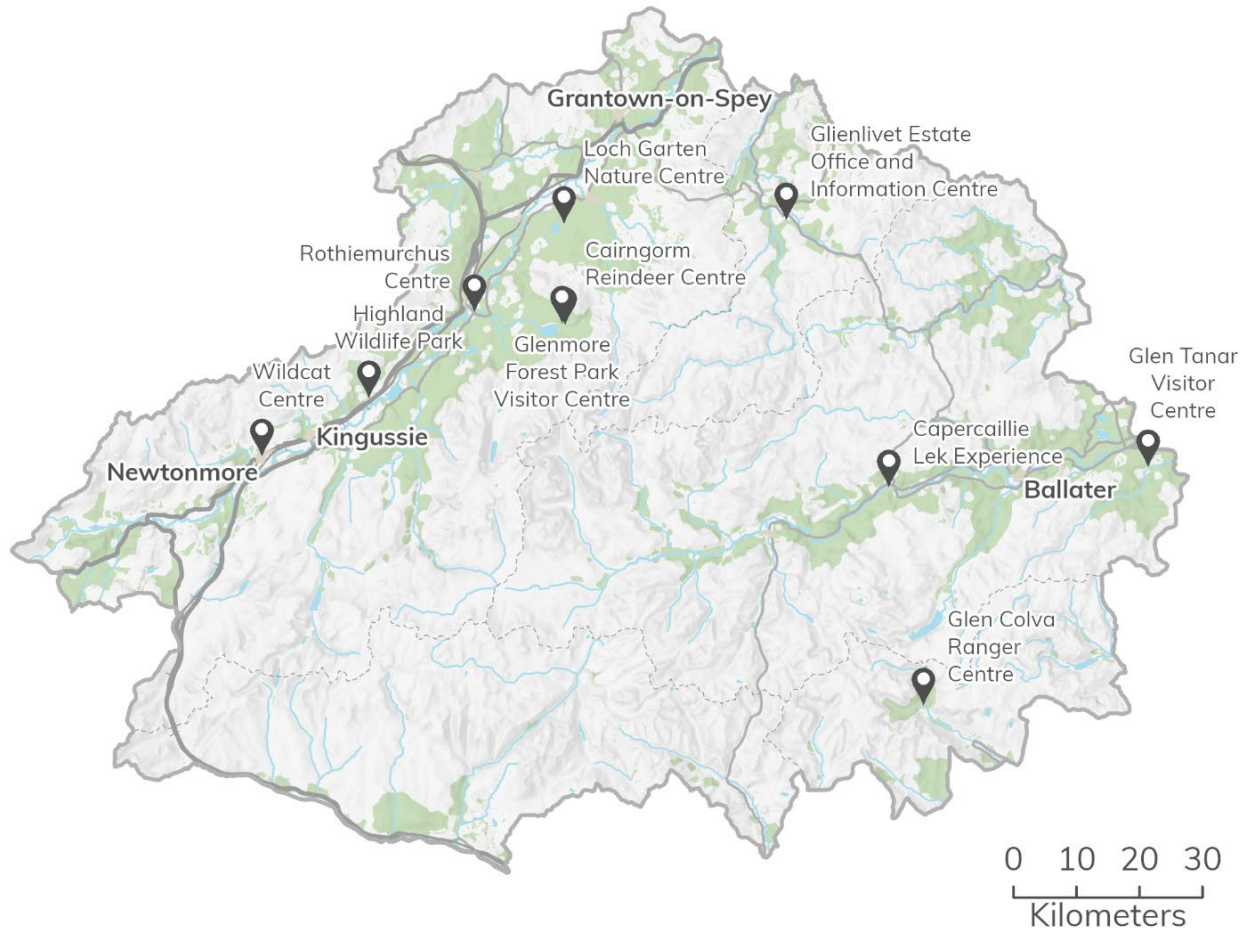 Grantown-on-Spey
Glienlivet Estate
Office and
Information Centre
Loch Garten
Nature Centre
Rothiemurchus
Centre
Cairngorm
Reindeer Centre
Highland
Wildlife Park
Glenmore
Forest Park
Visitor Centre
Wildcat
Centre
Glen Tanar
Visitor
Centre
Kingussie
Capercaillie
Lek Experience
Newtonmore
Ballater
Glen Colva
Ranger
Centre
0 10 20 30
Kilometers